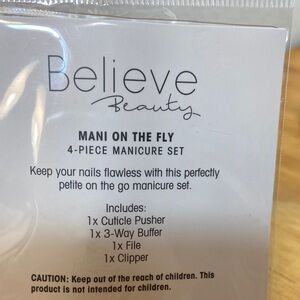 Believe
Beauty
MANI ON THE FLY
4-PIECE MANICURE SET
Keep your nails flawless with this perfectly
petite on the go manicure set.
Includes:
1x Cuticle Pusher
1x 3-Way Buffer
1x File
1x Clipper
CAUTION: Keep out of the reach of children. This
product is not intended for children.